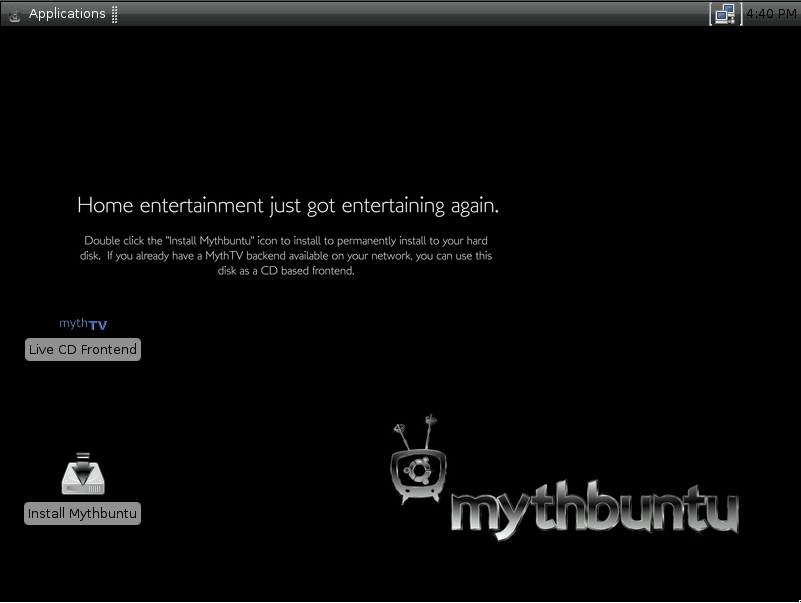 Applications
4:40 PM
Home entertainment just got entertaining again.
Double click the "Install Mythbuntu" icon to install to permanently install to your hard
disk.  If you already have a MythTV backend available on your network, you can use this
disk as a CD based frontend.
mythTV
Live CD Frontend
Install Mythbuntu
mythbuntu